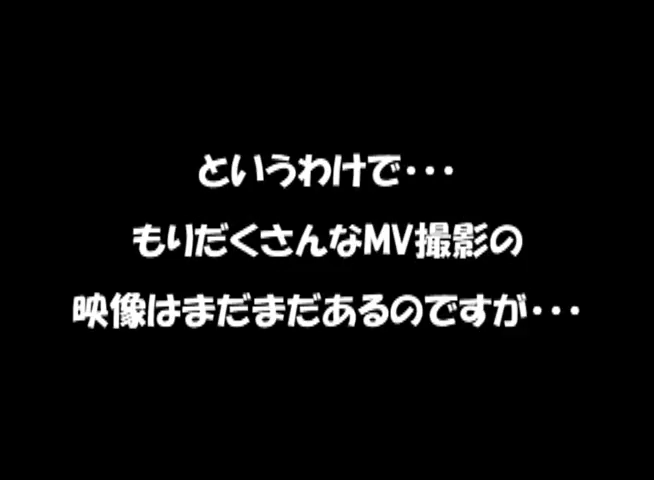 というわけで・・・
もりだくさんなMV撮影の
映像はまだまだあるのですが・・・